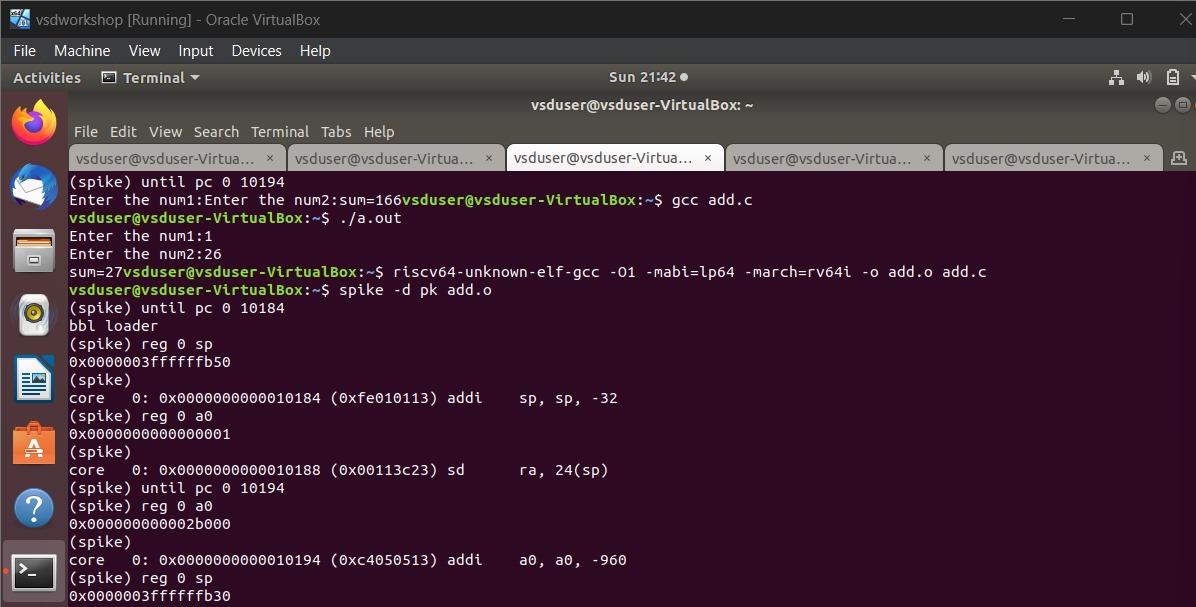 vsdworkshop [Running] - Oracle VirtualBox
File Machine View Input Devices Help
Activities Terminal Sun 21:42
vsduser@vsduser-VirtualBox: ~
File Edit View Search Terminal Tabs Help
vsduser@vsduser-Virtua... × vsduser@vsduser-Virtua... × vsduser@vsduser-Virtua... × vsduser@vsduser-Virtua... × vsduser@vsduser-Virtua... ×
(spike) until pc 0 10194
Enter the num1:Enter the num2:sum=166vsduser@vsduser-VirtualBox:~$ gcc add.c
vsduser@vsduser-VirtualBox:~$ ./a.out
Enter the num1:1
Enter the num2:26
sum=27vsduser@vsduser-VirtualBox:~$ riscv64-unknown-elf-gcc -O1 -mabi=lp64 -march=rv64i -o add.o add.c
vsduser@vsduser-VirtualBox:~$ spike -d pk add.o
(spike) until pc 0 10184
bbl loader
(spike) reg 0 sp
0x0000003ffffffb50
(spike)
core   0: 0x0000000000010184 (0xfe010113) addi    sp, sp, -32
(spike) reg 0 a0
0x0000000000000001
(spike)
core   0: 0x0000000000010188 (0x00113c23) sd      ra, 24(sp)
(spike) until pc 0 10194
(spike) reg 0 a0
0x000000000002b000
(spike)
core   0: 0x0000000000010194 (0xc4050513) addi    a0, a0, -960
(spike) reg 0 sp
0x0000003ffffffb30